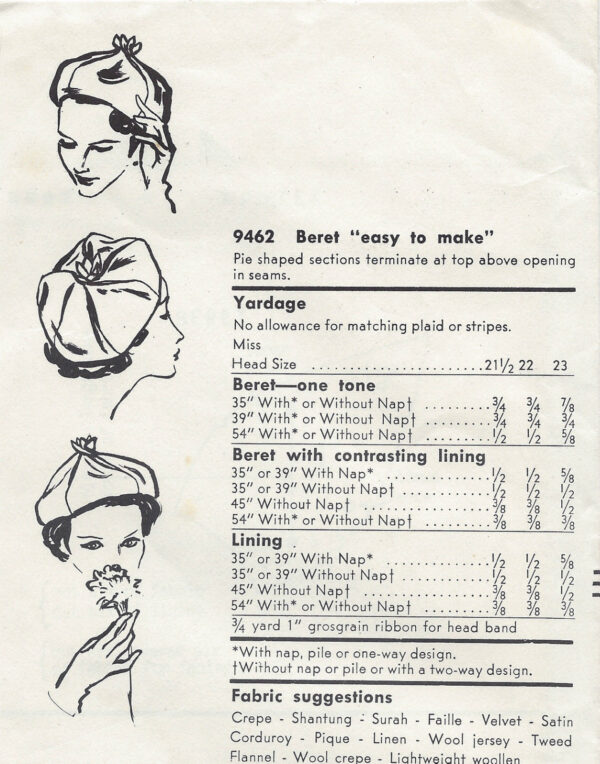 9462 Beret "easy to make"
Pie shaped sections terminate at top above opening
in seams.
Yardage
No allowance for matching plaid or stripes.
Miss
Head Size ........................21½ 22 23
Beret—one tone
35" With* or Without Nap† ..........¾ ¾ ⅞
39" With* or Without Nap† ..........¾ ¾ ¾
54" With* or Without Nap† ..........½ ½ ⅝
Beret with contrasting lining
35" or 39" With Nap* ...............½ ½ ⅝
35" or 39" Without Nap† ............½ ½ ½
45" Without Nap† ...................⅜ ⅜ ½
54" With* or Without Nap† ..........⅜ ⅜ ⅜
Lining
35" or 39" With Nap* ...............½ ½ ⅝
35" or 39" Without Nap† ............½ ½ ½
45" Without Nap† ...................⅜ ⅜ ½
54" With* or Without Nap† ..........⅜ ⅜ ⅜
¾ yard 1" grosgrain ribbon for head band
*With nap, pile or one-way design.
†Without nap or pile or with a two-way design.
Fabric suggestions
Crepe - Shantung - Surah - Faille - Velvet - Satin
Corduroy - Pique - Linen - Wool jersey - Tweed
Flannel - Wool crepe - Lightweight woollen